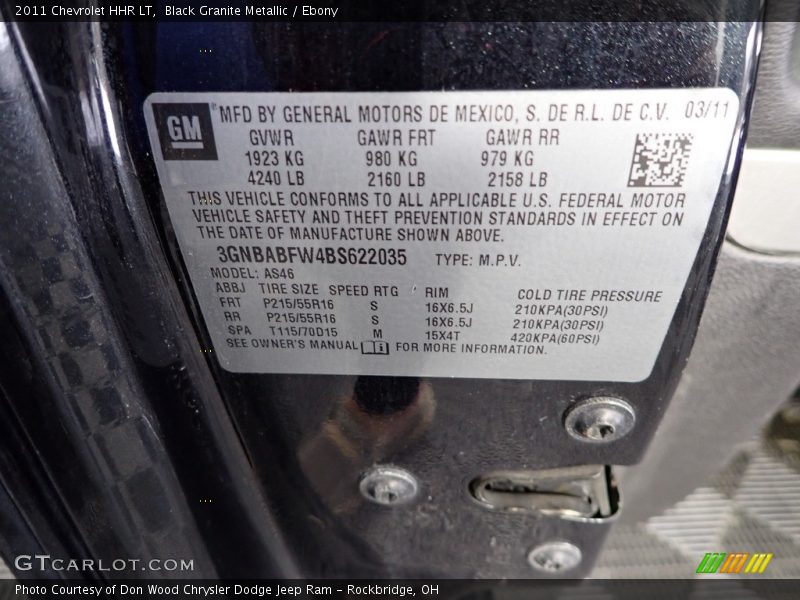 2011 Chevrolet HHR LT, Black Granite Metallic / Ebony
GM
MFD BY GENERAL MOTORS DE MEXICO, S. DE R.L. DE C.V. 03/11
GVWR GAWR FRT GAWR RR
1923 KG 980 KG 979 KG
4240 LB 2160 LB 2158 LB
THIS VEHICLE CONFORMS TO ALL APPLICABLE U.S. FEDERAL MOTOR
VEHICLE SAFETY AND THEFT PREVENTION STANDARDS IN EFFECT ON
THE DATE OF MANUFACTURE SHOWN ABOVE.
3GNBABFW4BS622035 TYPE: M.P.V.
MODEL: AS46
ABBJ TIRE SIZE SPEED RTG RIM COLD TIRE PRESSURE
FRT P215/55R16 S 16X6.5J 210KPA(30PSI)
RR P215/55R16 S 16X6.5J 210KPA(30PSI)
SPA T115/70D15 M 15X4T 420KPA(60PSI)
SEE OWNER'S MANUAL FOR MORE INFORMATION.
GTCARLOT.COM
Photo Courtesy of Don Wood Chrysler Dodge Jeep Ram - Rockbridge, OH